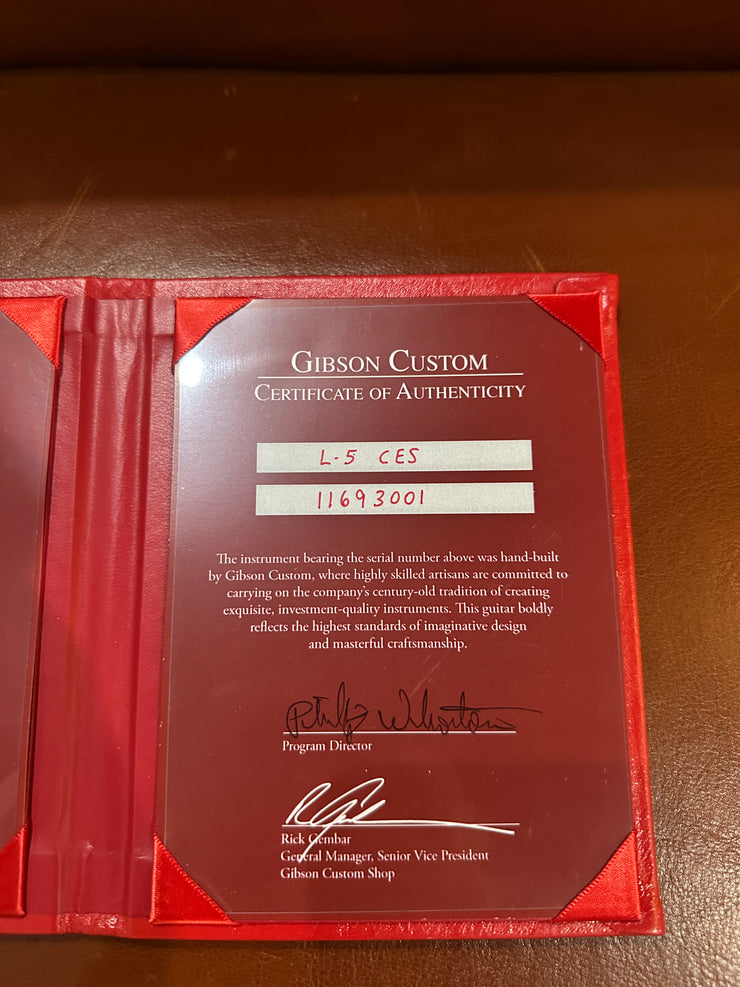 GIBSON CUSTOM
CERTIFICATE OF AUTHENTICITY
L-5 CES
11693001
The instrument bearing the serial number above was hand-built
by Gibson Custom, where highly skilled artisans are committed to
carrying on the company's century-old tradition of creating
exquisite, investment-quality instruments. This guitar boldly
reflects the highest standards of imaginative design
and masterful craftsmanship.
Program Director
Rick Gembar
General Manager, Senior Vice President
Gibson Custom Shop